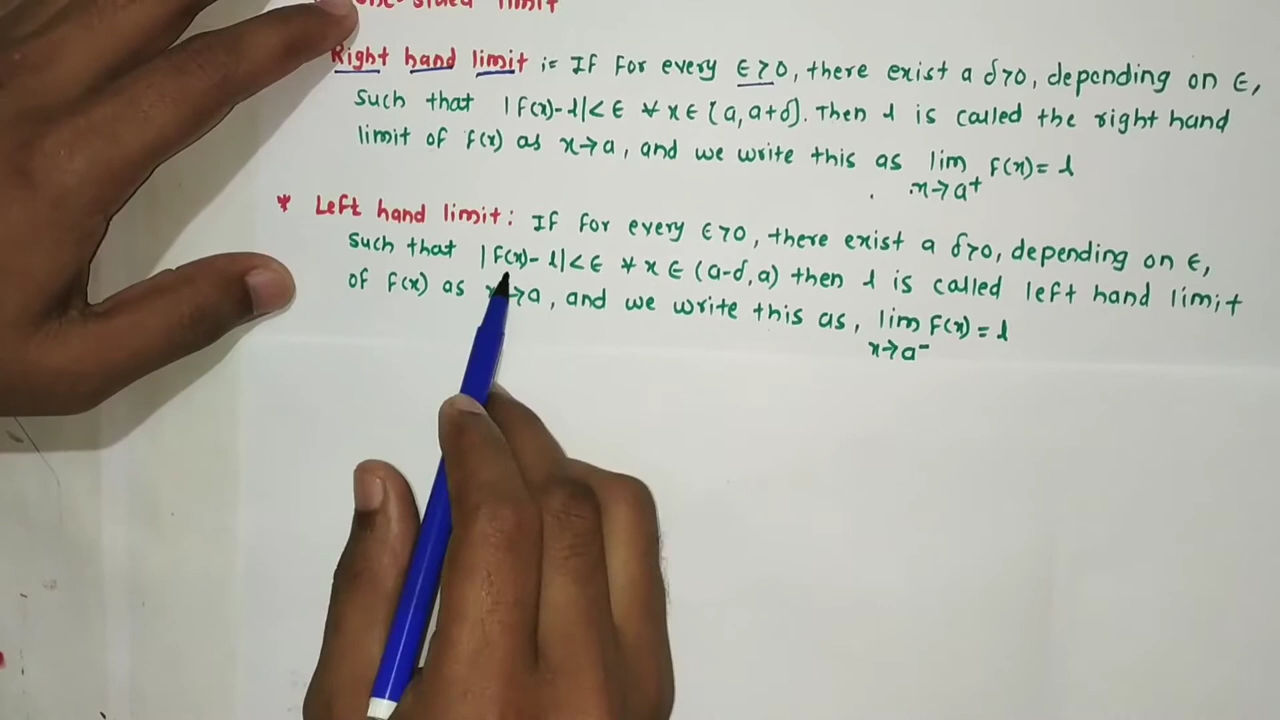 one-sided limit
Right hand limit := If For every ϵ>0, there exist a δ>0, depending on ϵ,
Such that |F(x)-l|<ϵ ∀ x ∈ (a, a+δ). Then l is called the right hand
limit of F(x) as x→a, and we write this as lim F(x) = l
x→a+
* Left hand limit: If for every ϵ>0, there exist a δ>0, depending on ϵ,
Such that |F(x)-l|<ϵ ∀ x ∈ (a-δ, a) then l is called left hand limit
of F(x) as x→a, and we write this as, lim F(x) = l
x→a-